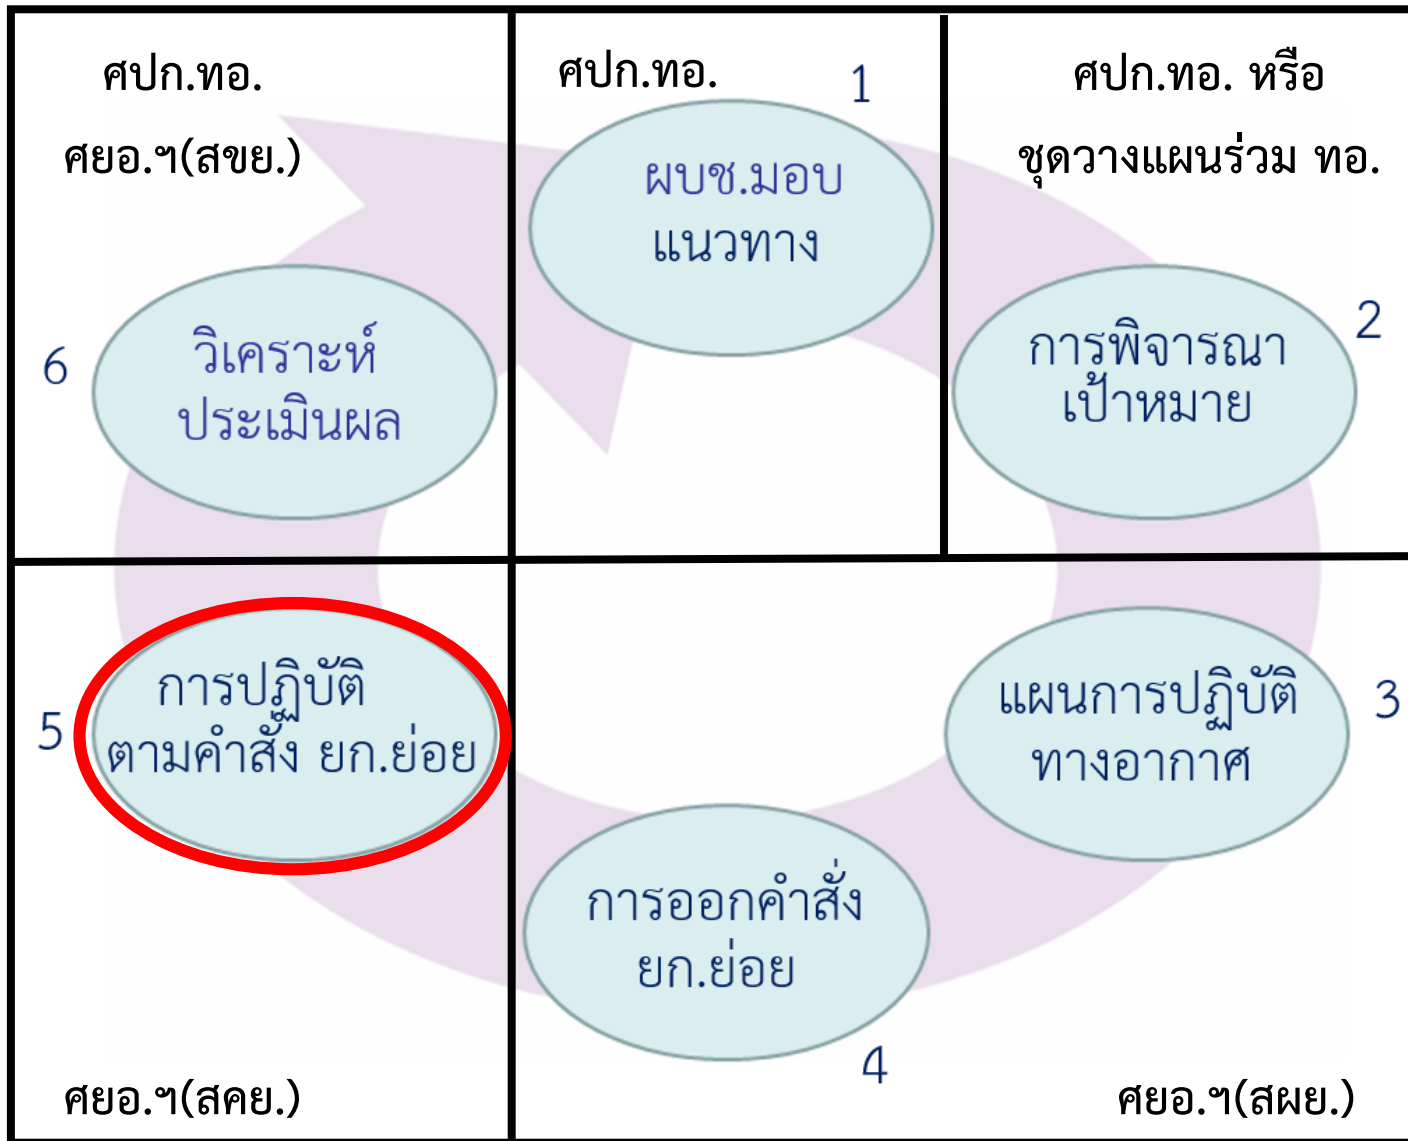 ศปก.ทอ.
ศยอ.ฯ(สขย.)
ศปก.ทอ.
1
ผบช.มอบ
แนวทาง
ศปก.ทอ. หรือ
ชุดวางแผนร่วม ทอ.
2
การพิจารณา
เป้าหมาย
6
วิเคราะห์
ประเมินผล
5
การปฏิบัติ
ตามคำสั่ง ยก.ย่อย
ศยอ.ฯ(สคย.)
3
แผนการปฏิบัติ
ทางอากาศ
การออกคำสั่ง
ยก.ย่อย
4
ศยอ.ฯ(สผย.)